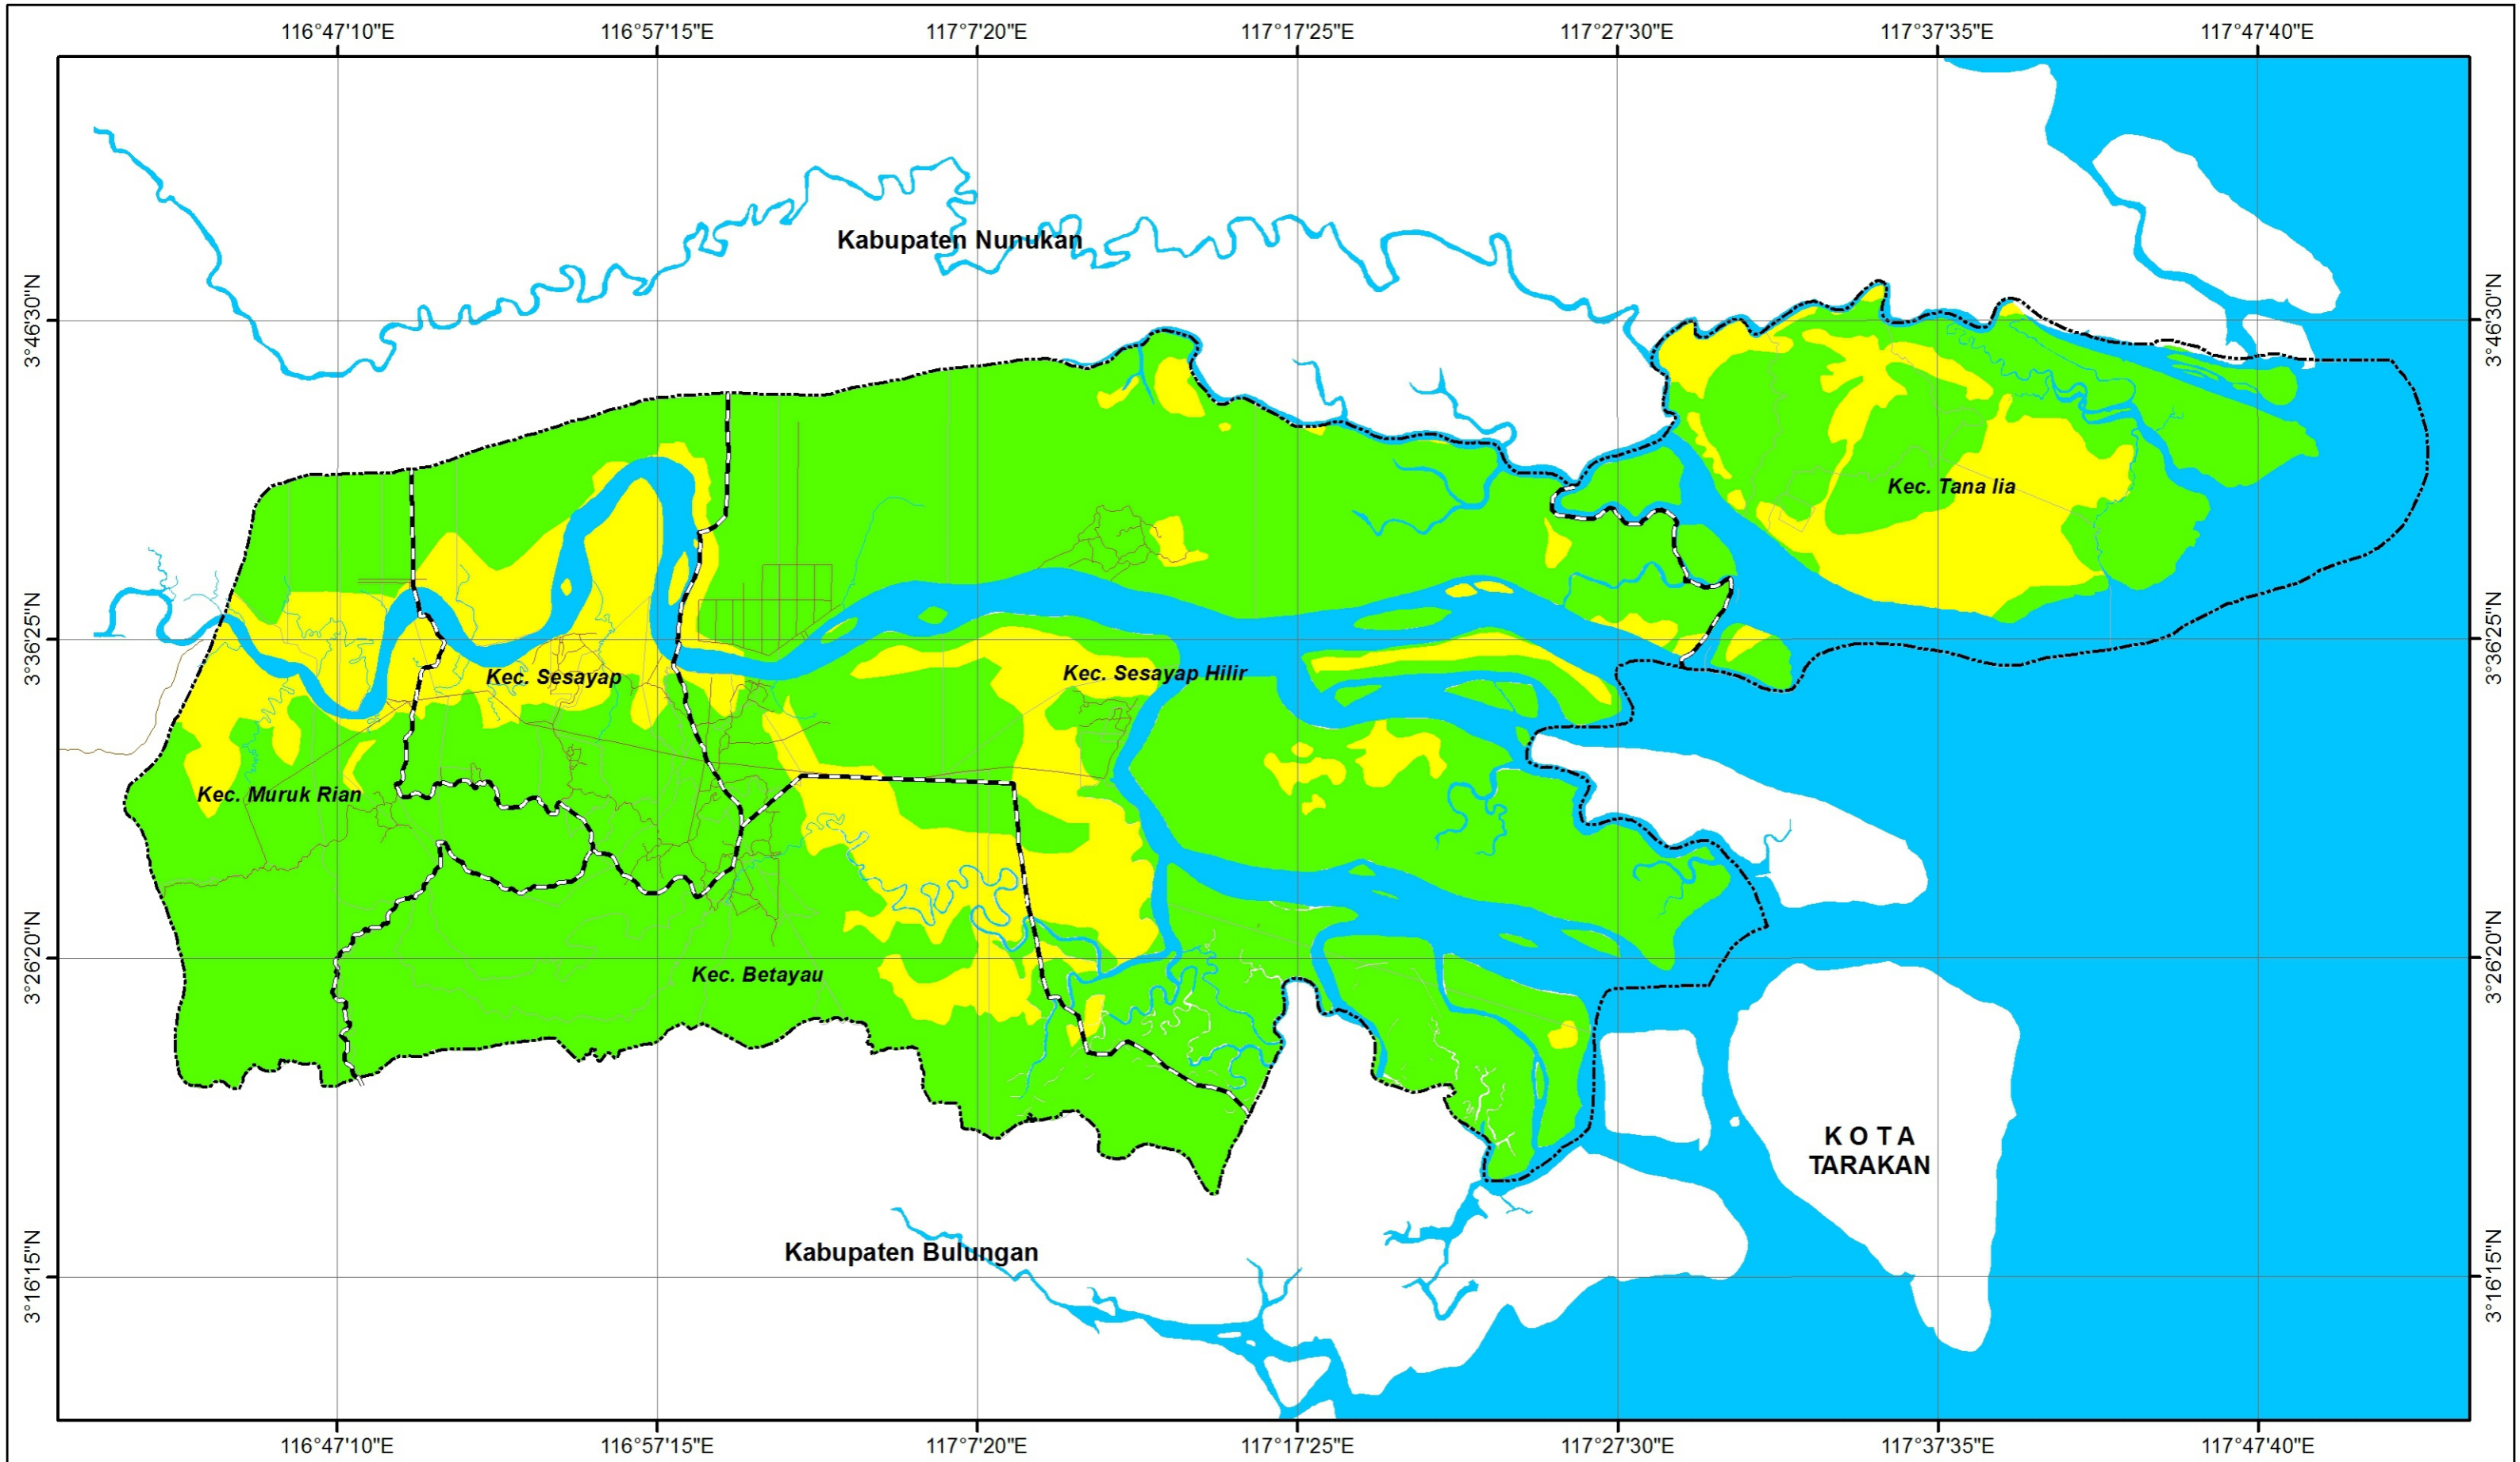 116°47'10"E 116°57'15"E 117°7'20"E 117°17'25"E 117°27'30"E 117°37'35"E 117°47'40"E
Kabupaten Nunukan
3°46'30"N 3°46'30"N
Kec. Tana lia
3°36'25"N 3°36'25"N
Kec. Sesayap Kec. Sesayap Hilir
Kec. Muruk Rian
3°26'20"N 3°26'20"N
Kec. Betayau
KOTA
TARAKAN
Kabupaten Bulungan
3°16'15"N 3°16'15"N
116°47'10"E 116°57'15"E 117°7'20"E 117°17'25"E 117°27'30"E 117°37'35"E 117°47'40"E